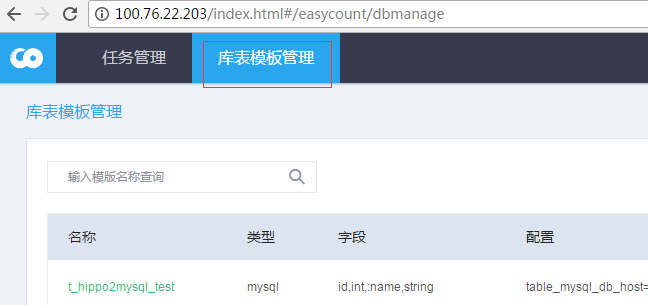 100.76.22.203/index.html#/easycount/dbmanage
任务管理 库表模板管理
库表模板管理
输入模版名称查询
名称 类型 字段 配置
t_hippo2mysql_test mysql id,int,:name,string table_mysql_db_host=